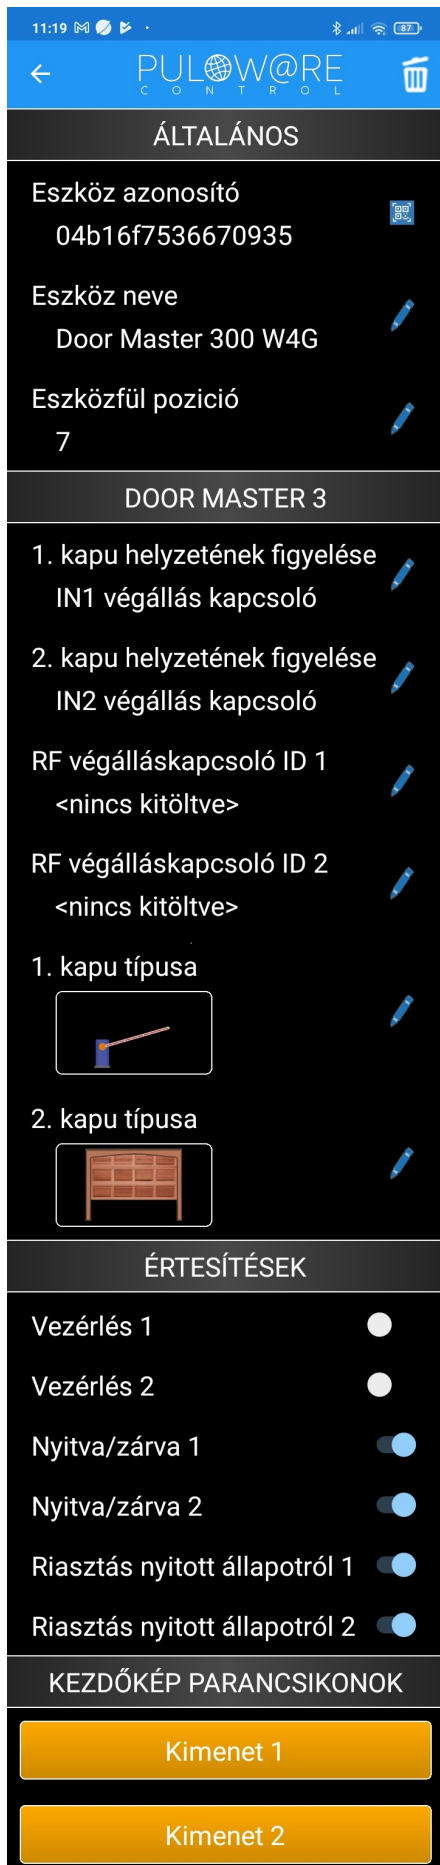 11:19
87
PULOW@RE
CONTROL
ÁLTALÁNOS
Eszköz azonosító
04b16f7536670935
Eszköz neve
Door Master 300 W4G
Eszközfül pozició
7
DOOR MASTER 3
1. kapu helyzetének figyelése
IN1 végállás kapcsoló
2. kapu helyzetének figyelése
IN2 végállás kapcsoló
RF végálláskapcsoló ID 1
<nincs kitöltve>
RF végálláskapcsoló ID 2
<nincs kitöltve>
1. kapu típusa
2. kapu típusa
ÉRTESÍTÉSEK
Vezérlés 1
Vezérlés 2
Nyitva/zárva 1
Nyitva/zárva 2
Riasztás nyitott állapotról 1
Riasztás nyitott állapotról 2
KEZDŐKÉP PARANCSIKONOK
Kimenet 1
Kimenet 2